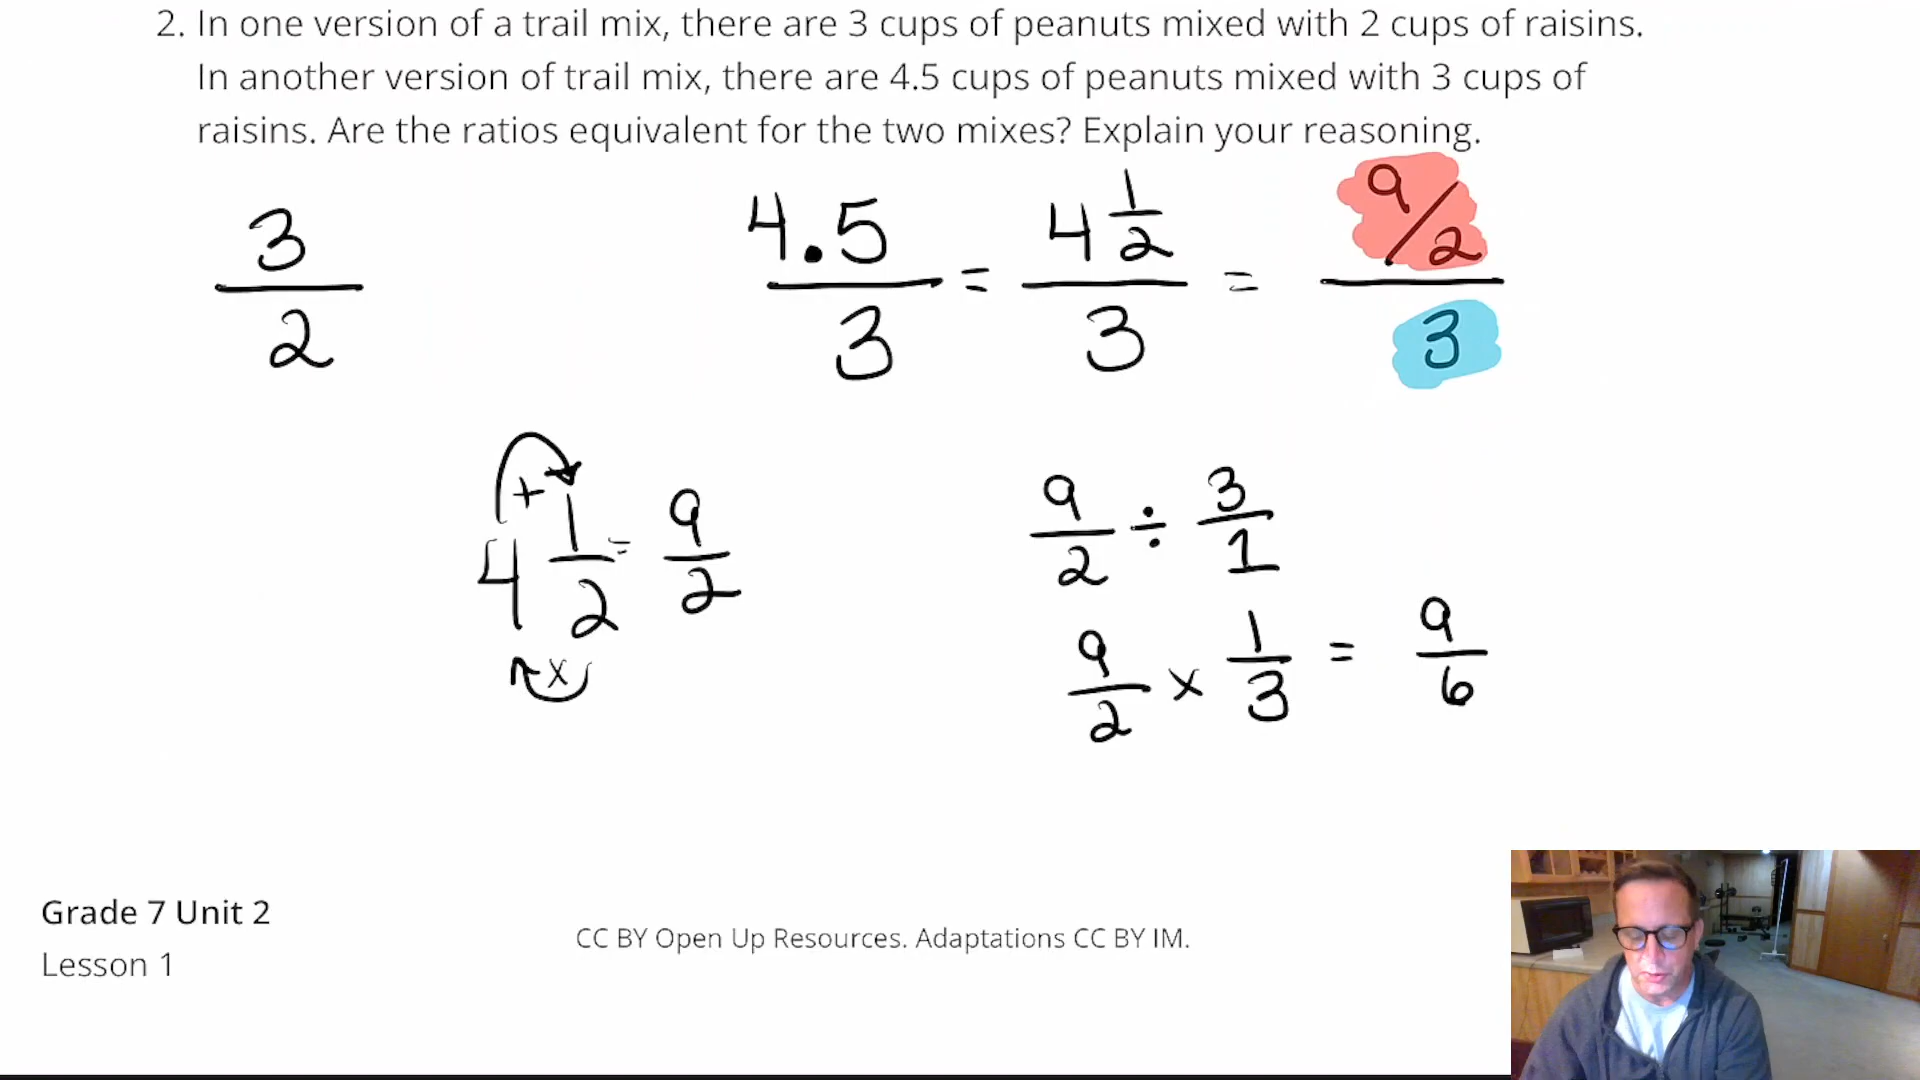 2. In one version of a trail mix, there are 3 cups of peanuts mixed with 2 cups of raisins.
In another version of trail mix, there are 4.5 cups of peanuts mixed with 3 cups of
raisins. Are the ratios equivalent for the two mixes? Explain your reasoning.
3/2
4.5/3 = 4 1/2 / 3 = 9/2 / 3
+
4 1/2 = 9/2
x
9/2 ÷ 3/1
9/2 x 1/3 = 9/6
Grade 7 Unit 2
Lesson 1
CC BY Open Up Resources. Adaptations CC BY IM.